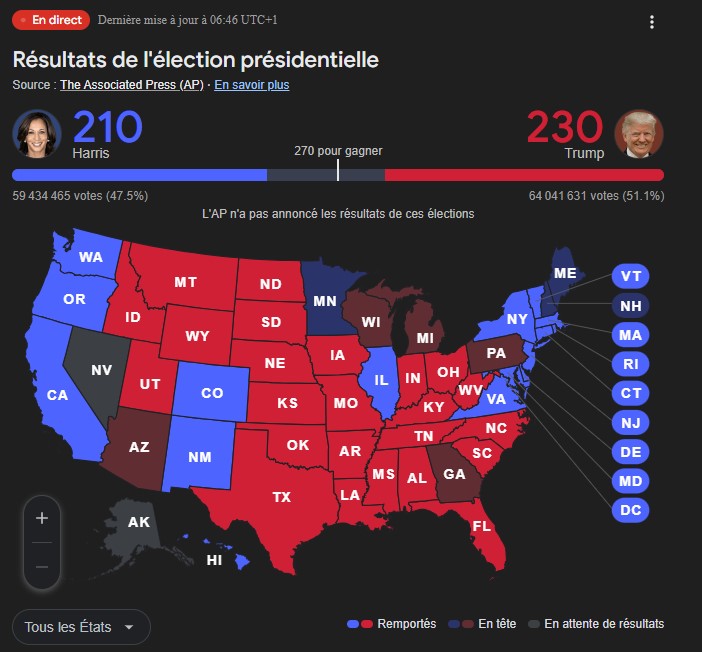 En direct
Dernière mise à jour à 06:46 UTC+1
Résultats de l'élection présidentielle
Source : The Associated Press (AP) · En savoir plus
210
230
Harris
270 pour gagner
Trump
59 434 465 votes (47.5%)
64 041 631 votes (51.1%)
L'AP n'a pas annoncé les résultats de ces élections
WA
MT
ND
MN
ME
VT
OR
ID
SD
WI
NY
NH
WY
MI
MA
NV
NE
IA
PA
RI
UT
CO
IL
IN
OH
CT
CA
KS
MO
WV
VA
KY
NJ
AZ
NM
OK
AR
TN
NC
DE
MS
AL
GA
SC
MD
TX
LA
DC
AK
FL
HI
+
−
Tous les États
Remportés
En tête
En attente de résultats